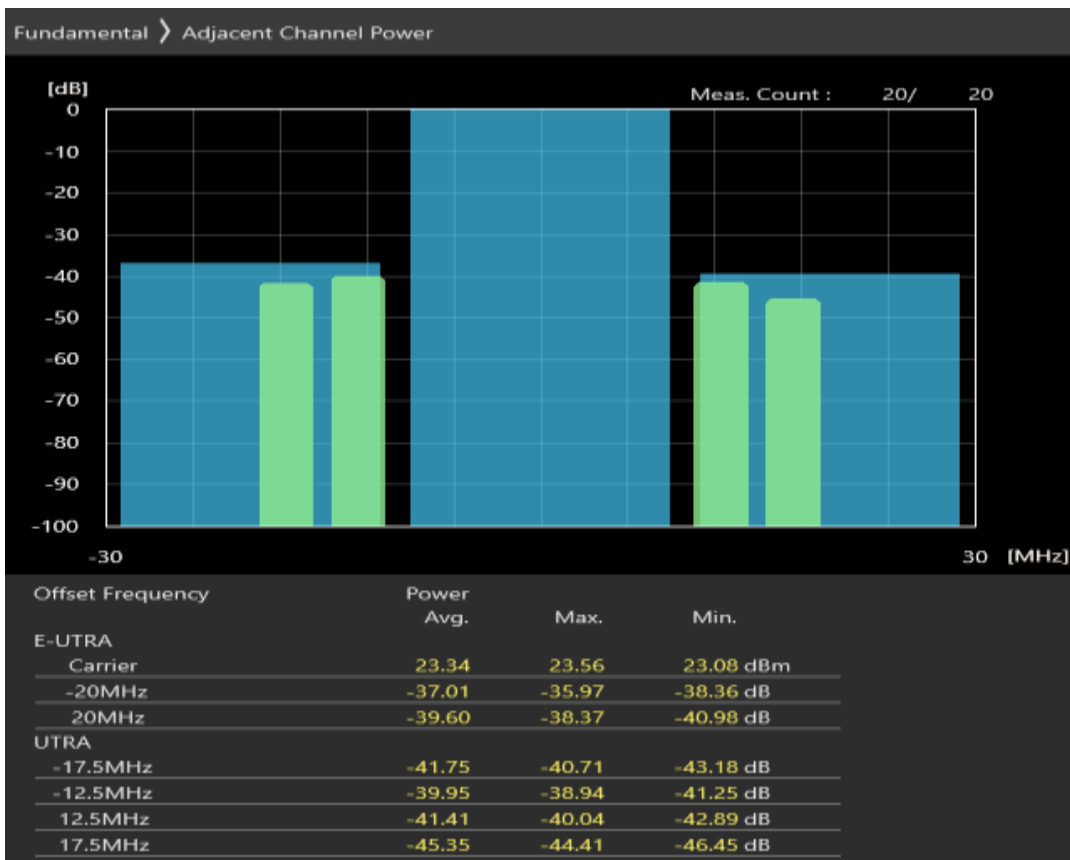 Fundamental 〉 Adjacent Channel Power
[dB]
Meas. Count : 20/ 20
0
-10
-20
-30
-40
-50
-60
-70
-80
-90
-100
-30 30 [MHz]
Offset Frequency Power
Avg. Max. Min.
E-UTRA
Carrier 23.34 23.56 23.08 dBm
-20MHz -37.01 -35.97 -38.36 dB
20MHz -39.60 -38.37 -40.98 dB
UTRA
-17.5MHz -41.75 -40.71 -43.18 dB
-12.5MHz -39.95 -38.94 -41.25 dB
12.5MHz -41.41 -40.04 -42.89 dB
17.5MHz -45.35 -44.41 -46.45 dB